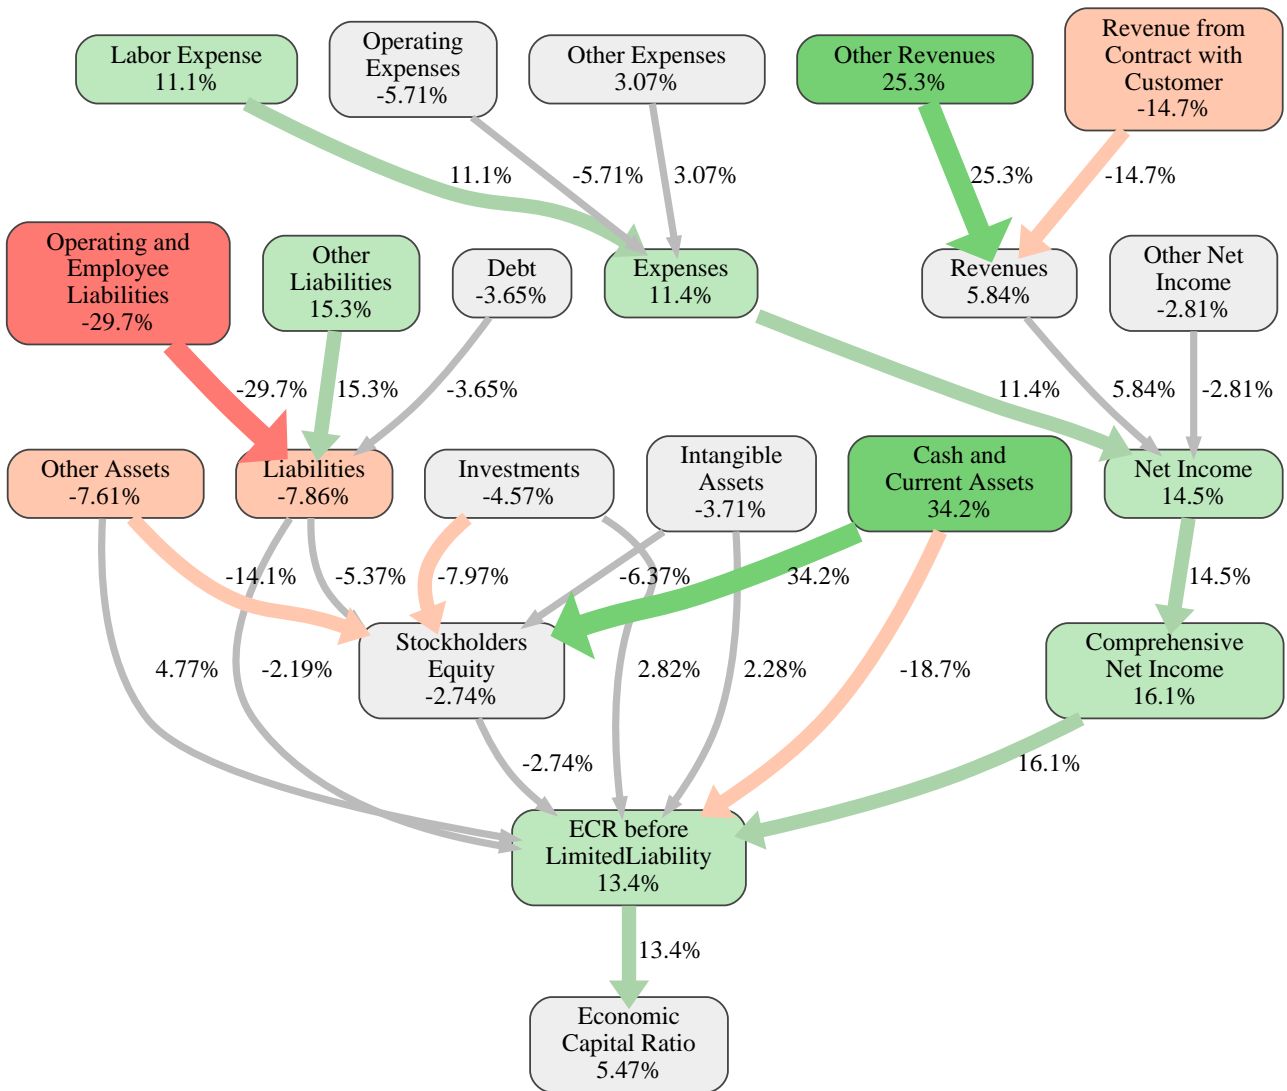 Labor Expense
11.1%
Operating
Expenses
-5.71%
Other Expenses
3.07%
Other Revenues
25.3%
Revenue from
Contract with
Customer
-14.7%
11.1%
-5.71%
3.07%
25.3%
-14.7%
Operating and
Employee
Liabilities
-29.7%
Other
Liabilities
15.3%
Debt
-3.65%
Expenses
11.4%
Revenues
5.84%
Other Net
Income
-2.81%
-29.7%
15.3%
-3.65%
11.4%
5.84%
-2.81%
Other Assets
-7.61%
Liabilities
-7.86%
Investments
-4.57%
Intangible
Assets
-3.71%
Cash and
Current Assets
34.2%
Net Income
14.5%
-14.1%
-5.37%
-7.97%
-6.37%
34.2%
14.5%
Stockholders
Equity
-2.74%
Comprehensive
Net Income
16.1%
4.77%
-2.19%
2.82%
2.28%
-18.7%
-2.74%
16.1%
ECR before
LimitedLiability
13.4%
13.4%
Economic
Capital Ratio
5.47%